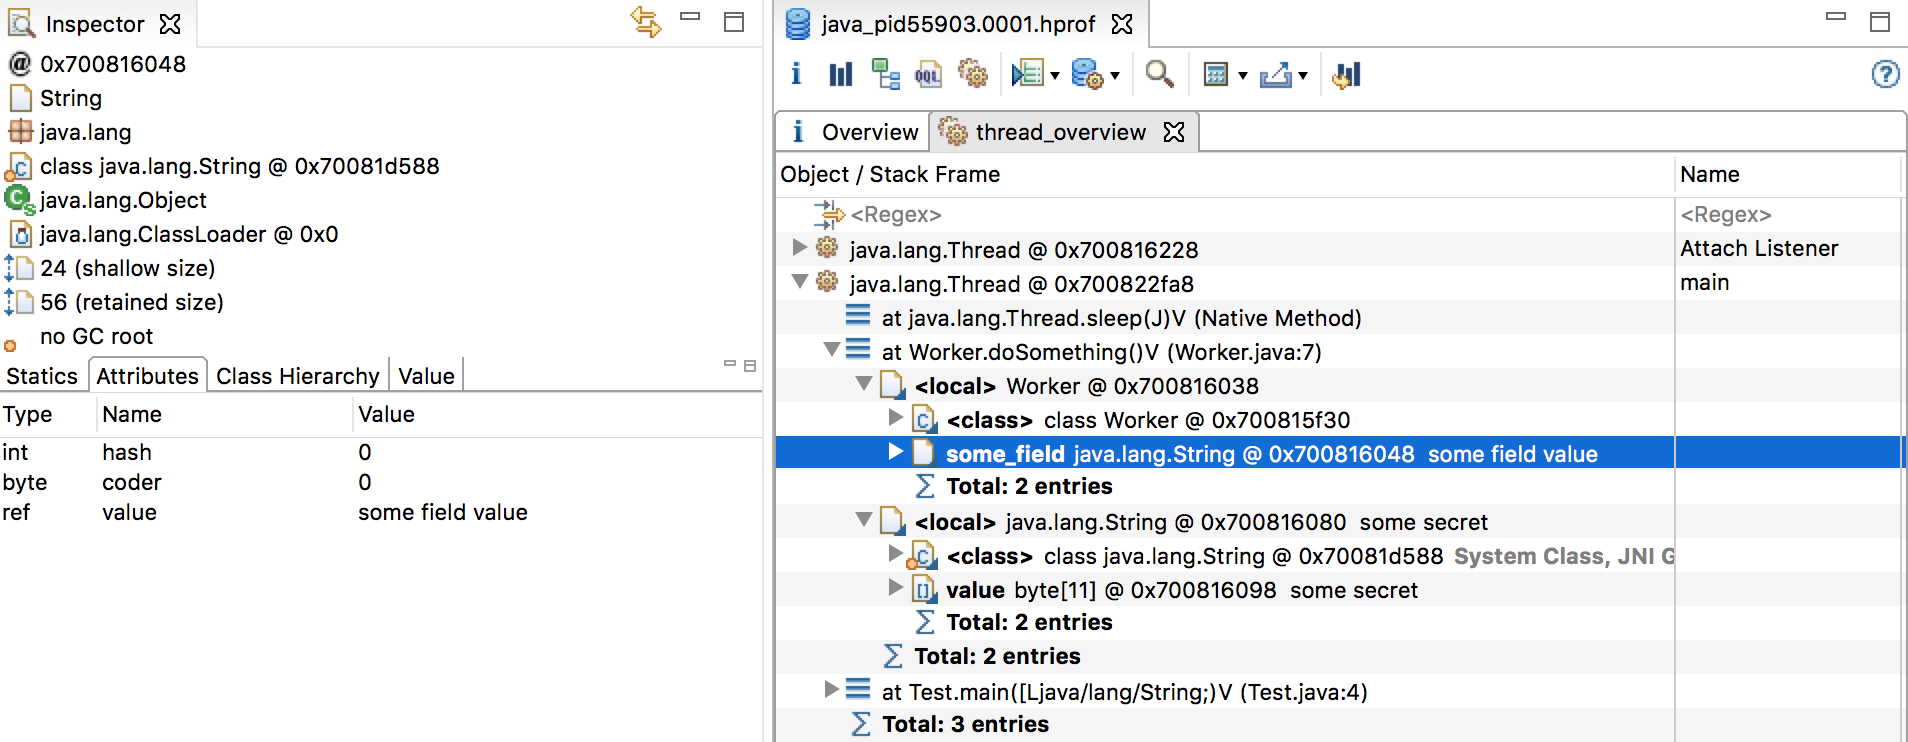 Inspector
0x700816048
String
java.lang
class java.lang.String @ 0x70081d588
java.lang.Object
java.lang.ClassLoader @ 0x0
24 (shallow size)
56 (retained size)
no GC root
Statics Attributes Class Hierarchy Value
Type Name Value
int hash 0
byte coder 0
ref value some field value
java_pid55903.0001.hprof
i OQL
i Overview thread_overview
Object / Stack Frame Name
<Regex> <Regex>
java.lang.Thread @ 0x700816228 Attach Listener
java.lang.Thread @ 0x700822fa8 main
at java.lang.Thread.sleep(J)V (Native Method)
at Worker.doSomething()V (Worker.java:7)
<local> Worker @ 0x700816038
<class> class Worker @ 0x700815f30
some_field java.lang.String @ 0x700816048 some field value
Total: 2 entries
<local> java.lang.String @ 0x700816080 some secret
<class> class java.lang.String @ 0x70081d588 System Class, JNI G
value byte[11] @ 0x700816098 some secret
Total: 2 entries
Total: 2 entries
at Test.main([Ljava/lang/String;)V (Test.java:4)
Total: 3 entries